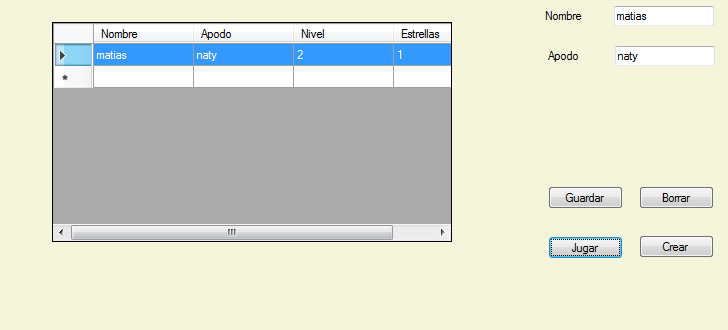 Nombre Apodo Nivel Estrellas
matias naty 2 1
*
Nombre matias
Apodo naty
Guardar Borrar
Jugar Crear